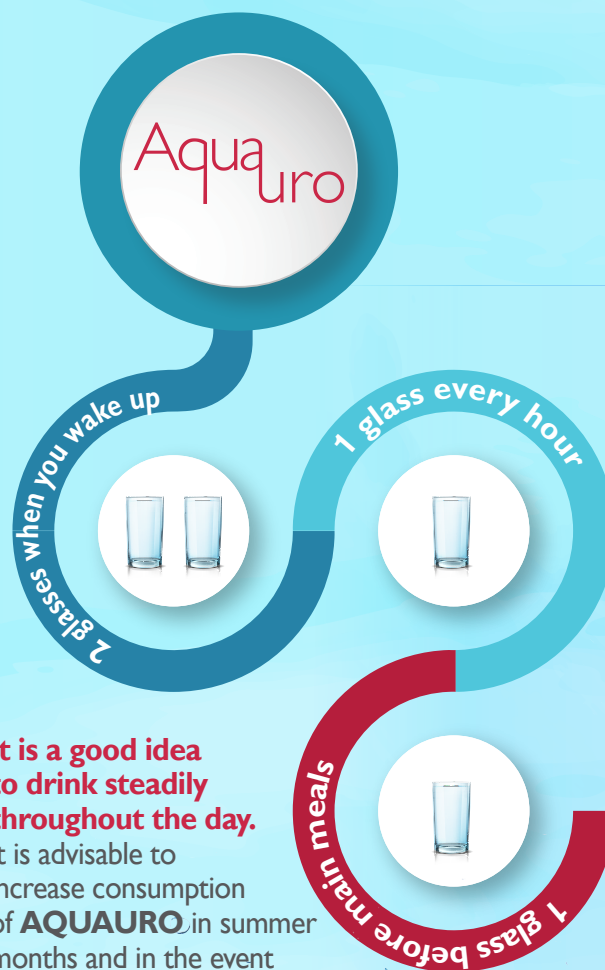 Aqua
uro
2 glasses when you wake up
1 glass every hour
1 glass before main meals
t is a good idea
to drink steadily
throughout the day.
t is advisable to
increase consumption
of AQUAURO in summer
months and in the event